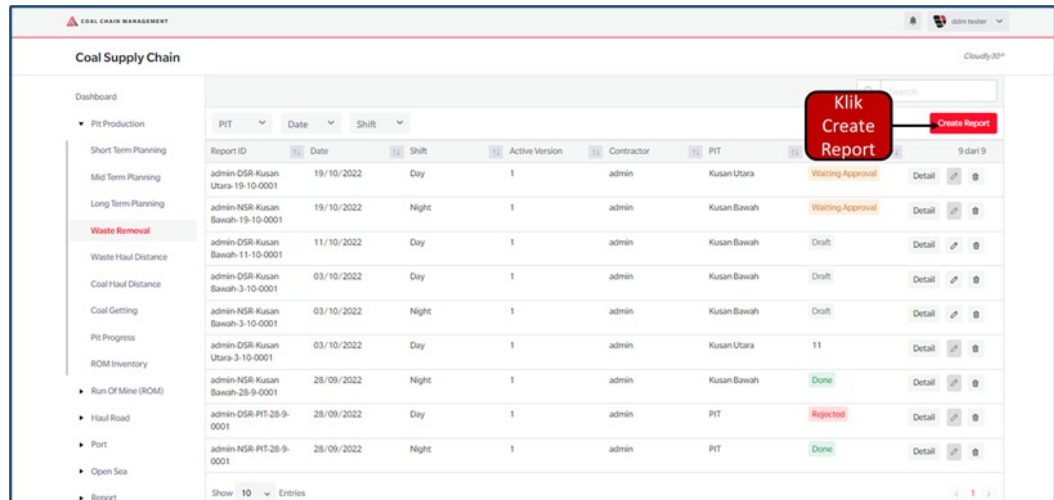 COAL CHAIN MANAGEMENT
ddm tester
Coal Supply Chain
Cloudly30°
Dashboard
Pit Production
Short Term Planning
Mid Term Planning
Long Term Planning
Waste Removal
Waste Haul Distance
Coal Haul Distance
Coal Getting
Pit Progress
ROM Inventory
Run Of Mine (ROM)
Haul Road
Port
Open Sea
Report
Klik
Create
Report
PIT Date Shift Create Report
Report ID Date Shift Active Version Contractor PIT 9 dari 9
admin-DSR-Kusan 19/10/2022 Day 1 admin Kusan Utara Waiting Approval Detail
Utara-19-10-0001
admin-NSR-Kusan 19/10/2022 Night 1 admin Kusan Bawah Waiting Approval Detail
Bawah-19-10-0001
admin-DSR-Kusan 11/10/2022 Day 1 admin Kusan Bawah Draft Detail
Bawah-11-10-0001
admin-DSR-Kusan 03/10/2022 Day 1 admin Kusan Bawah Draft Detail
Bawah-3-10-0001
admin-NSR-Kusan 03/10/2022 Night 1 admin Kusan Bawah Draft Detail
Bawah-3-10-0001
admin-DSR-Kusan 03/10/2022 Day 1 admin Kusan Utara 11 Detail
Utara-3-10-0001
admin-NSR-Kusan 28/09/2022 Night 1 admin Kusan Bawah Done Detail
Bawah-28-9-0001
admin-DSR-PIT-28-9- 28/09/2022 Day 1 admin PIT Rejected Detail
0001
admin-NSR-PIT-28-9- 28/09/2022 Night 1 admin PIT Done Detail
0001
Show 10 Entries 1